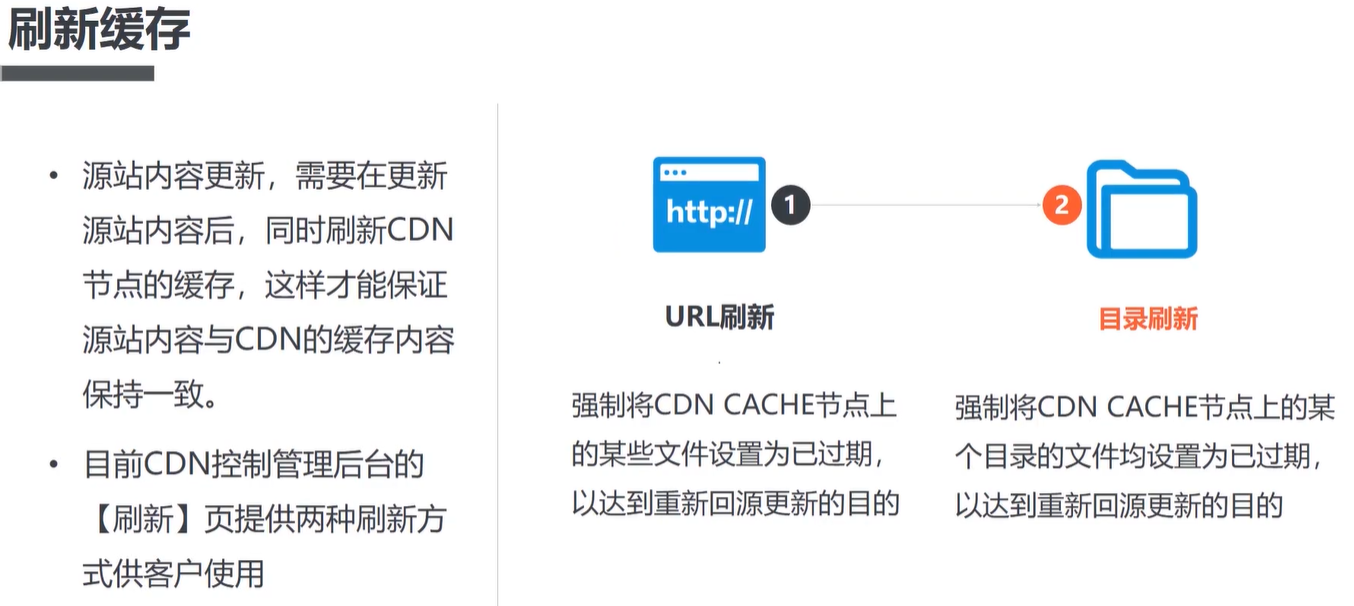 刷新缓存
• 源站内容更新，需要在更新
源站内容后，同时刷新CDN
节点的缓存，这样才能保证
源站内容与CDN的缓存内容
保持一致。
• 目前CDN控制管理后台的
【刷新】页提供两种刷新方
式供客户使用
http://
1
URL刷新
强制将CDN CACHE节点上
的某些文件设置为已过期，
以达到重新回源更新的目的
2
目录刷新
强制将CDN CACHE节点上的某
个目录的文件均设置为已过期，
以达到重新回源更新的目的